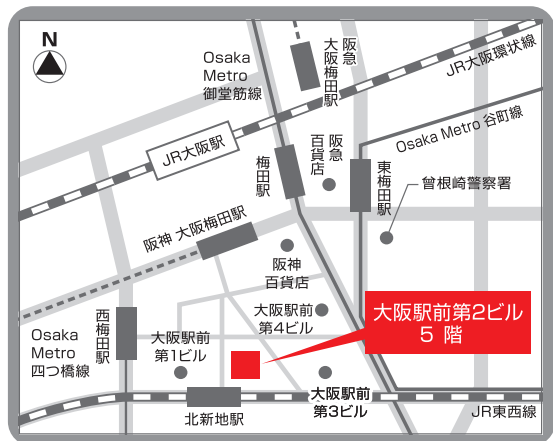 N
Osaka
Metro
御堂筋線
阪急
大阪梅田駅
JR大阪環状線
Osaka Metro 谷町線
JR大阪駅
梅田駅
阪急
百貨店
東梅田駅
曾根崎警察署
阪神 大阪梅田駅
阪神
百貨店
西梅田駅
Osaka
Metro
四つ橋線
大阪駅前
第1ビル
大阪駅前
第4ビル
大阪駅前第2ビル
5 階
大阪駅前
第3ビル
北新地駅
JR東西線